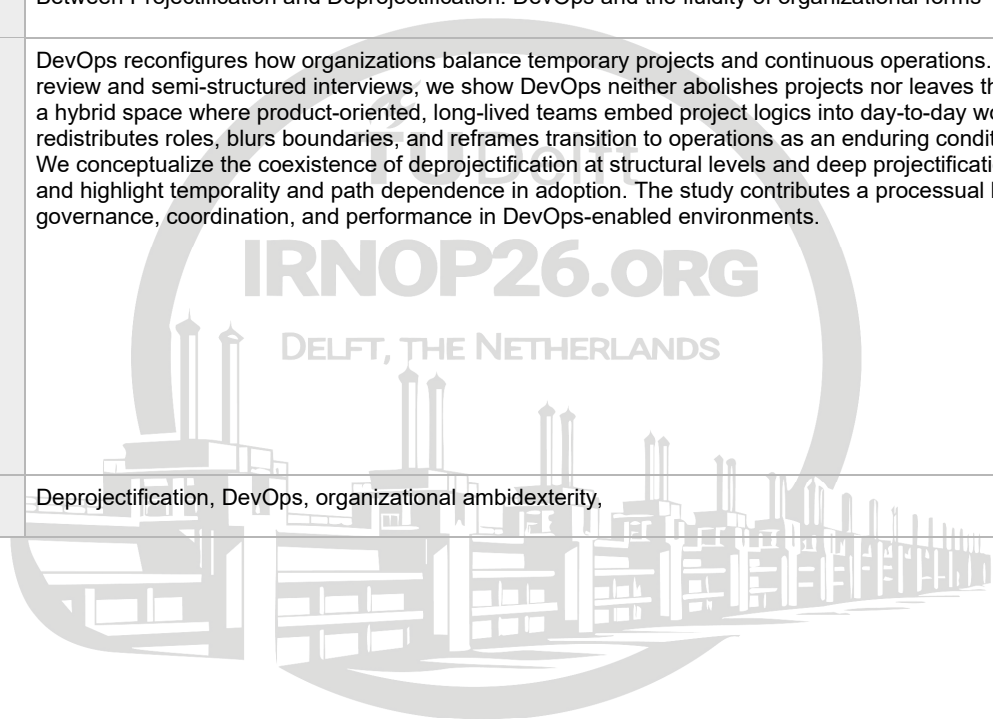 Between Projectification and Deprojectification: DevOps and the fluidity of organizational forms
DevOps reconfigures how organizations balance temporary projects and continuous operations.
review and semi-structured interviews, we show DevOps neither abolishes projects nor leaves th
a hybrid space where product-oriented, long-lived teams embed project logics into day-to-day wo
redistributes roles, blurs boundaries, and reframes transition to operations as an enduring condit
We conceptualize the coexistence of deprojectification at structural levels and deep projectificati
and highlight temporality and path dependence in adoption. The study contributes a processual l
governance, coordination, and performance in DevOps-enabled environments.
TUDelft
IRNOP26.ORG
DELFT, THE NETHERLANDS
Deprojectification, DevOps, organizational ambidexterity,